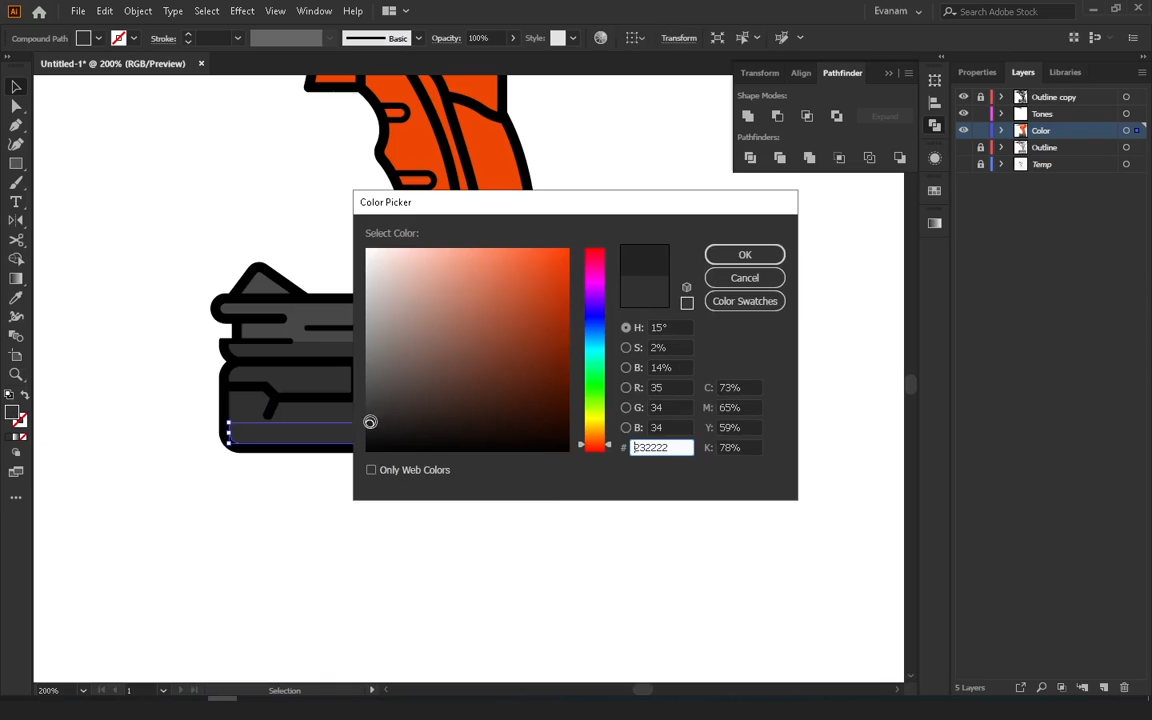 Ai File Edit Object Type Select Effect View Window Help Evanam Search Adobe Stock
Compound Path Stroke: Basic Opacity: 100% Style: Transform
Untitled-1* @ 200% (RGB/Preview) ×
Transform Align Pathfinder
Shape Modes:
Expand
Pathfinders:
Properties Layers Libraries
Outline copy
Tones
Color
Outline
Temp
Color Picker
Select Color:
OK
Cancel
Color Swatches
H: 15°
S: 2%
B: 14%
R: 35 C: 73%
G: 34 M: 65%
B: 34 Y: 59%
# 232222 K: 78%
Only Web Colors
200% 1 Selection
5 Layers